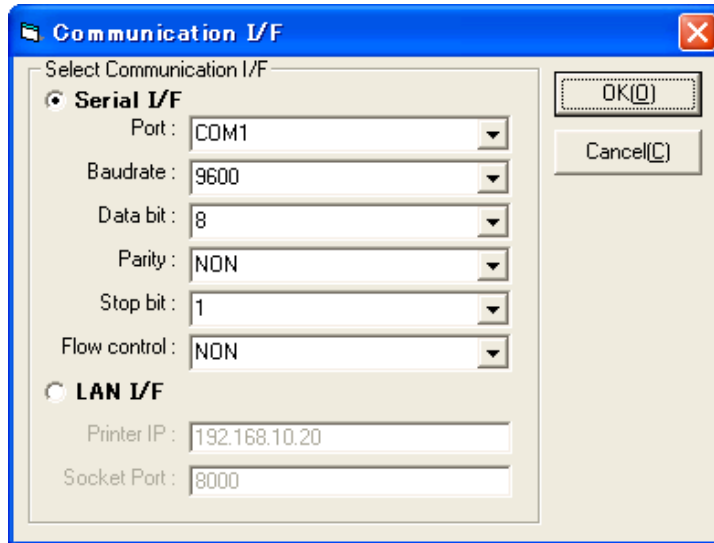 Communication I/F
Select Communication I/F
Serial I/F
Port : COM1
Baudrate : 9600
Data bit : 8
Parity : NON
Stop bit : 1
Flow control : NON
LAN I/F
Printer IP : 192.168.10.20
Socket Port : 8000
OK(O)
Cancel(C)